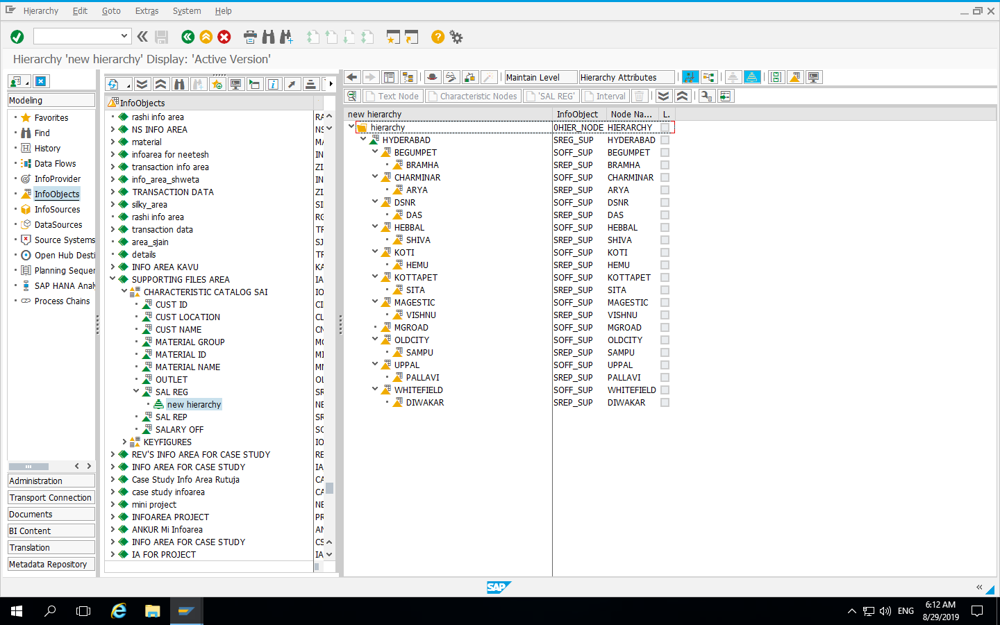 Hierarchy Edit Goto Extras System Help
Hierarchy 'new hierarchy' Display: 'Active Version'
Modeling
Favorites
Find
History
Data Flows
InfoProvider
InfoObjects
InfoSources
DataSources
Source Systems
Open Hub Desti
Planning Sequer
SAP HANA Analy
Process Chains
Administration
Transport Connection
Documents
BI Content
Translation
Metadata Repository
InfoObjects
rashi info area RA
NS INFO AREA NS
material MA
infoarea for neetesh IN
transaction info area ZI
info_area_shweta IN
TRANSACTION DATA ZI
silky_area SI
rashi info area RG
transaction data TR
area_sjain SJ
details TF
INFO AREA KAVU KA
SUPPORTING FILES AREA IA
CHARACTERISTIC CATALOG SAI IO
CUST ID CI
CUST LOCATION CL
CUST NAME CN
MATERIAL GROUP MG
MATERIAL ID MI
MATERIAL NAME MN
OUTLET OL
SAL REG SR
new hierarchy NE
SAL REP SR
SALARY OFF SO
KEYFIGURES IO
REV'S INFO AREA FOR CASE STUDY RE
INFO AREA FOR CASE STUDY IA
Case Study Info Area Rutuja CA
case study infoarea CA
mini project NE
INFOAREA PROJECT PR
ANKUR Mi Infoarea AN
INFO AREA FOR CASE STUDY CS
IA FOR PROJECT IA
Maintain Level Hierarchy Attributes
Text Node Characteristic Nodes 'SAL REG' Interval
new hierarchy InfoObject Node Na... L.
hierarchy 0HIER_NODE HIERARCHY
HYDERABAD SREG_SUP HYDERABAD
BEGUMPET SOFF_SUP BEGUMPET
BRAMHA SREP_SUP BRAMHA
CHARMINAR SOFF_SUP CHARMINAR
ARYA SREP_SUP ARYA
DSNR SOFF_SUP DSNR
DAS SREP_SUP DAS
HEBBAL SOFF_SUP HEBBAL
SHIVA SREP_SUP SHIVA
KOTI SOFF_SUP KOTI
HEMU SREP_SUP HEMU
KOTTAPET SOFF_SUP KOTTAPET
SITA SREP_SUP SITA
MAGESTIC SOFF_SUP MAGESTIC
VISHNU SREP_SUP VISHNU
MGROAD SOFF_SUP MGROAD
OLDCITY SOFF_SUP OLDCITY
SAMPU SREP_SUP SAMPU
UPPAL SOFF_SUP UPPAL
PALLAVI SREP_SUP PALLAVI
WHITEFIELD SOFF_SUP WHITEFIELD
DIWAKAR SREP_SUP DIWAKAR
SAP
ENG
6:12 AM
8/29/2019